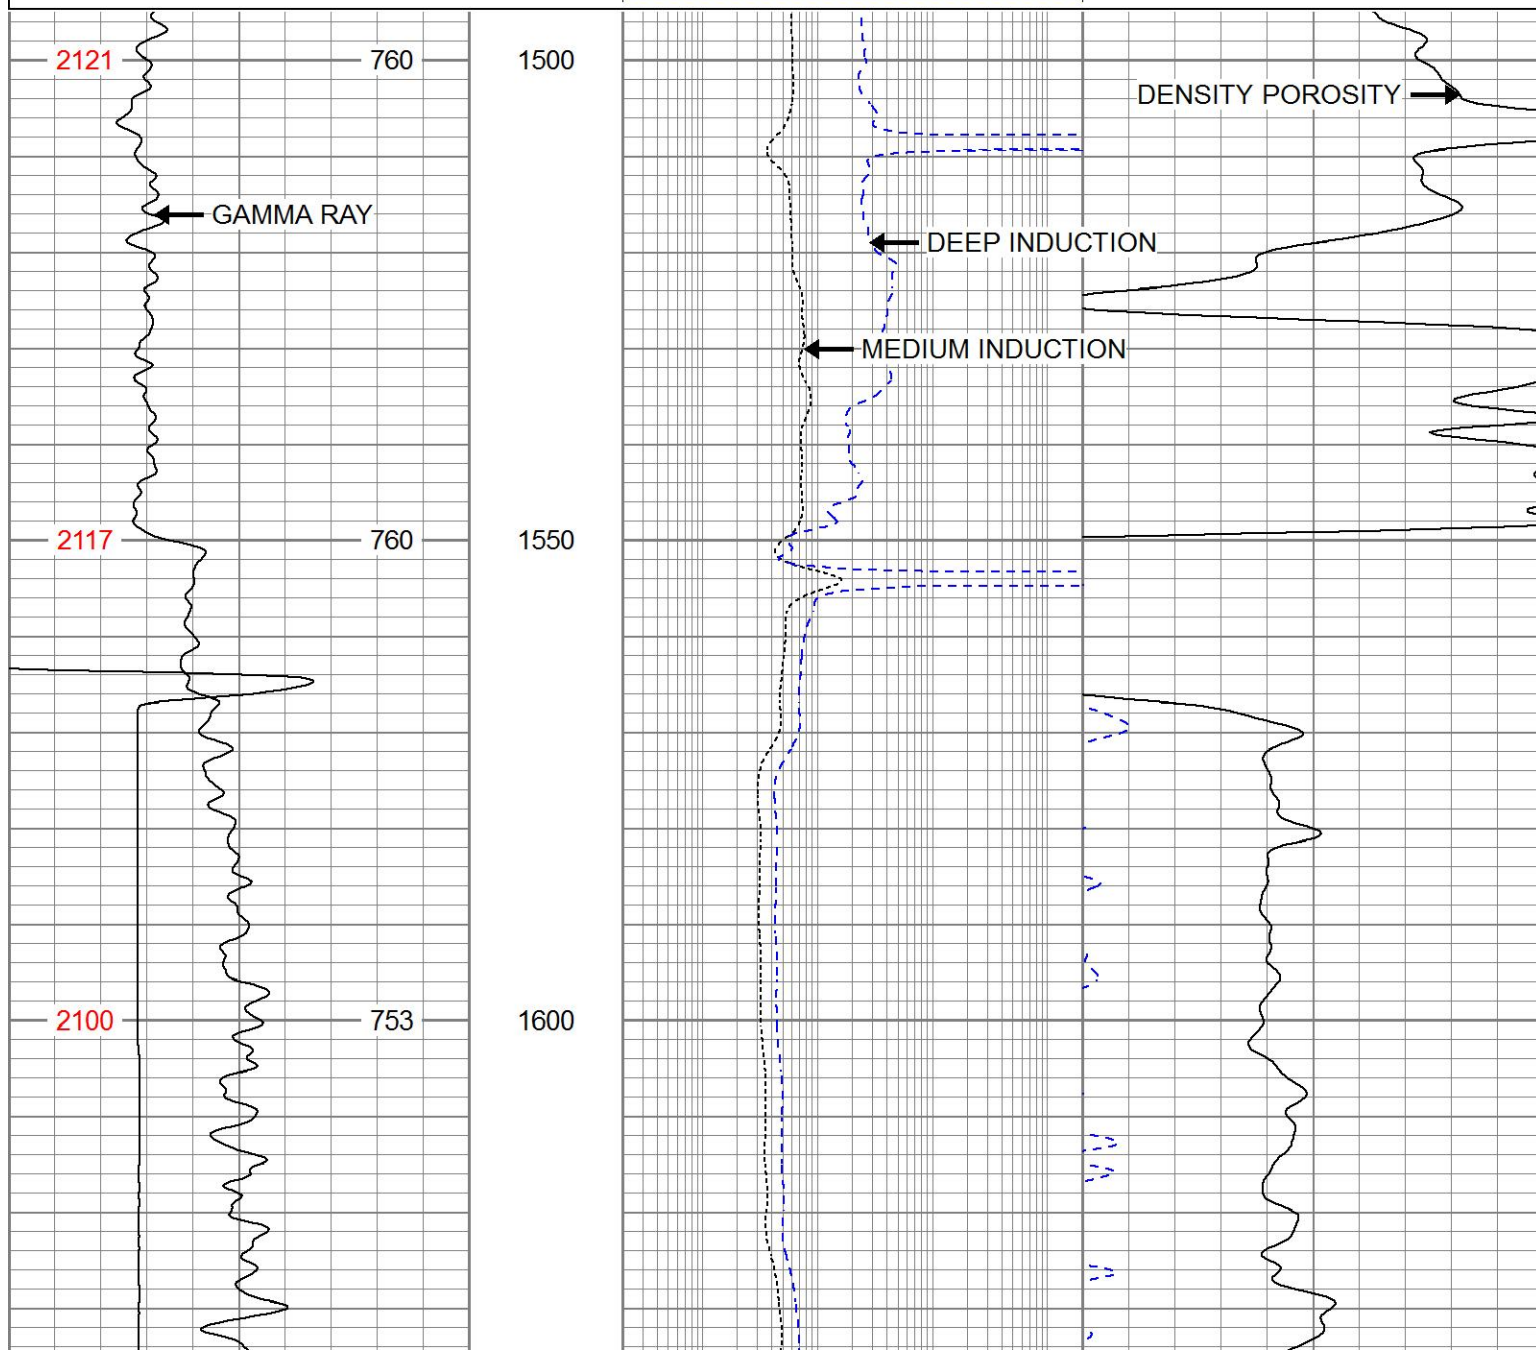 2121 760 1500
DENSITY POROSITY
GAMMA RAY
DEEP INDUCTION
MEDIUM INDUCTION
2117 760 1550
2100 753 1600